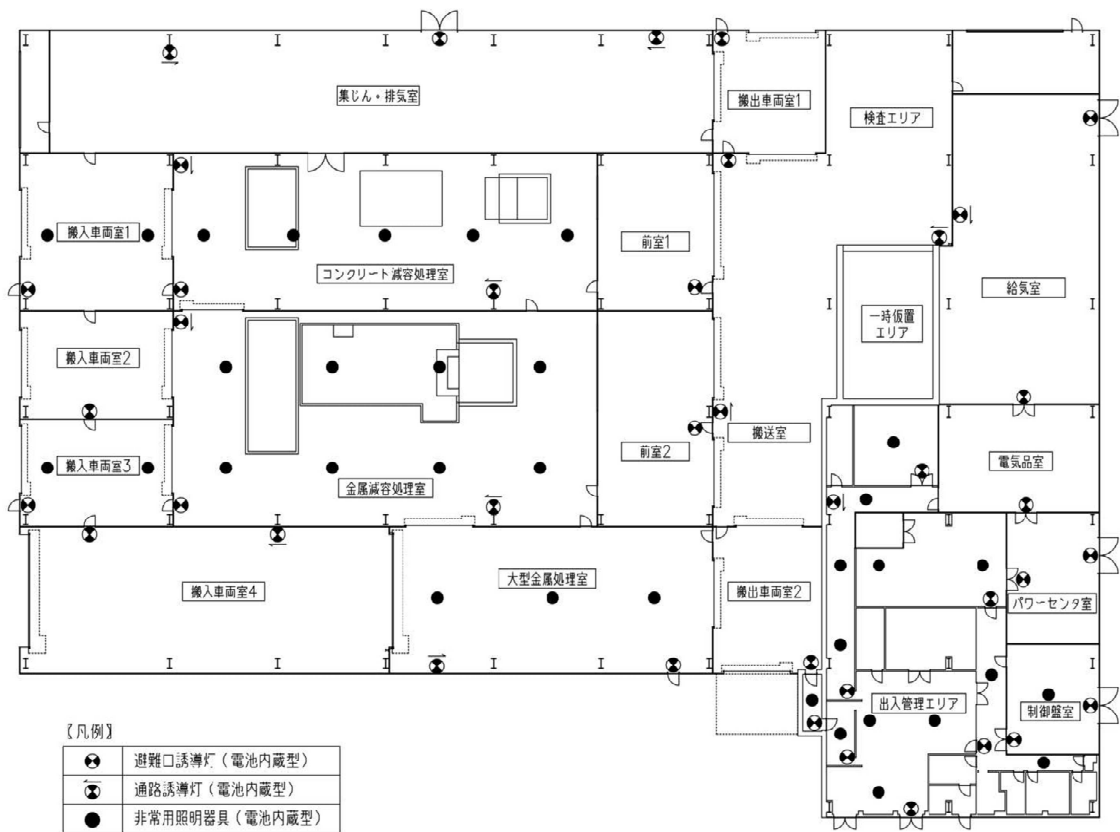 集じん・排気室
搬出車両室1
検査エリア
搬入車両室1
コンクリート減容処理室
前室1
給気室
一時仮置
エリア
搬入車両室2
搬送室
前室2
電気品室
搬入車両室3
金属減容処理室
搬入車両室4
大型金属処理室
搬出車両室2
パワーセンタ室
出入管理エリア
制御盤室
〖凡例〗
避難口誘導灯(電池内蔵型)
通路誘導灯(電池内蔵型)
非常用照明器具(電池内蔵型)